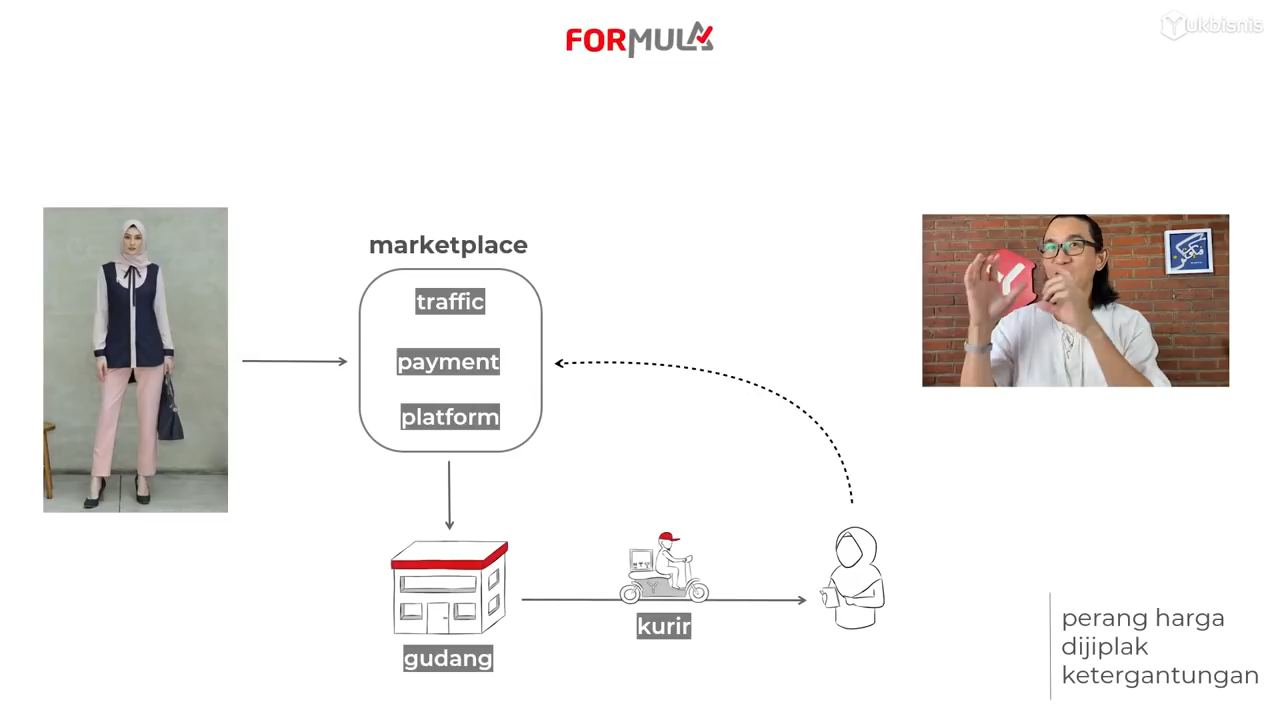 FORMULA
Yukbisnis
marketplace
traffic
payment
platform
gudang
kurir
perang harga
dijiplak
ketergantungan